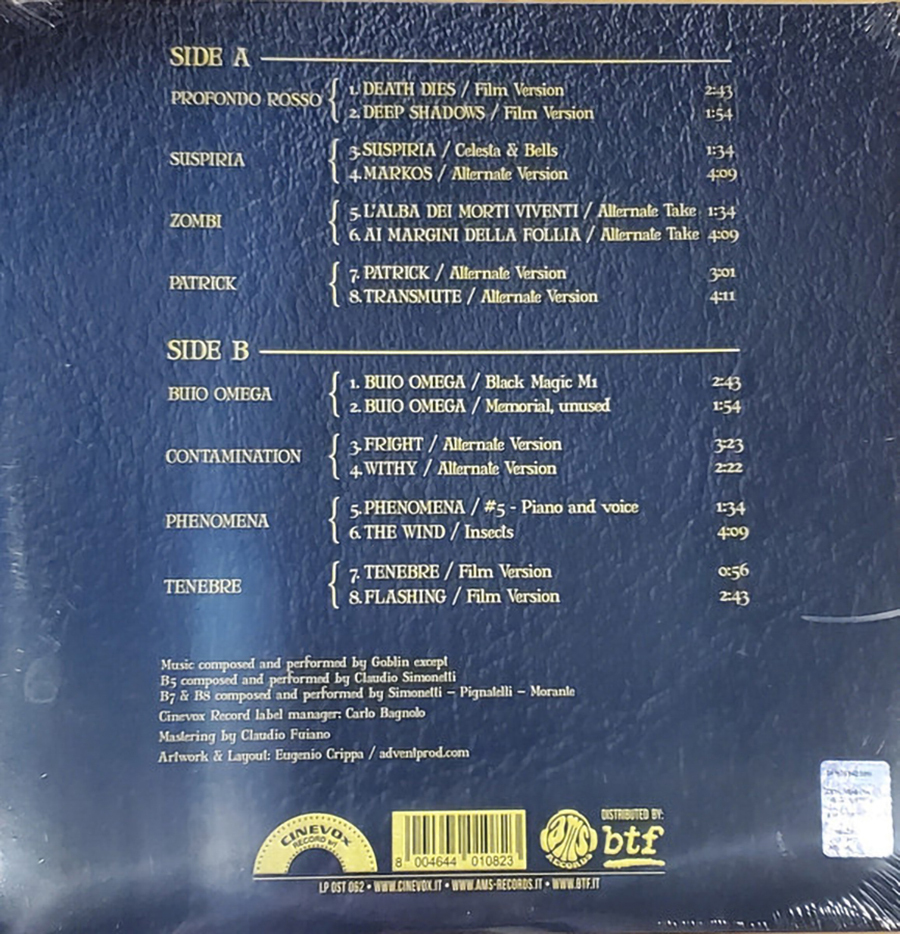 SIDE A
PROFONDO ROSSO
1. DEATH DIES / Film Version 2:43
2. DEEP SHADOWS / Film Version 1:54
SUSPIRIA
3. SUSPIRIA / Celesta & Bells 1:34
4. MARKOS / Alternate Version 4:09
ZOMBI
5. L'ALBA DEI MORTI VIVENTI / Alternate Take 1:34
6. AI MARGINI DELLA FOLLIA / Alternate Take 4:09
PATRICK
7. PATRICK / Alternate Version 3:01
8. TRANSMUTE / Alternate Version 4:11
SIDE B
BUIO OMEGA
1. BUIO OMEGA / Black Magic M1 2:43
2. BUIO OMEGA / Memorial, unused 1:54
CONTAMINATION
3. FRIGHT / Alternate Version 3:23
4. WITHY / Alternate Version 2:22
PHENOMENA
5. PHENOMENA / #5 - Piano and voice 1:34
6. THE WIND / Insects 4:09
TENEBRE
7. TENEBRE / Film Version 0:56
8. FLASHING / Film Version 2:43
Music composed and performed by Goblin except
B5 composed and performed by Claudio Simonetti
B7 & B8 composed and performed by Simonetti – Pignatelli – Morante
Cinevox Record label manager: Carlo Bagnolo
Mastering by Claudio Fuiano
Artwork & Layout: Eugenio Crippa / adventprod.com
CINEVOX
RECORD
8 004644 010823
AMS
RECORDS
DISTRIBUTED BY:
btf
LP OST 062 • WWW.CINEVOX.IT • WWW.AMS-RECORDS.IT • WWW.BTF.IT